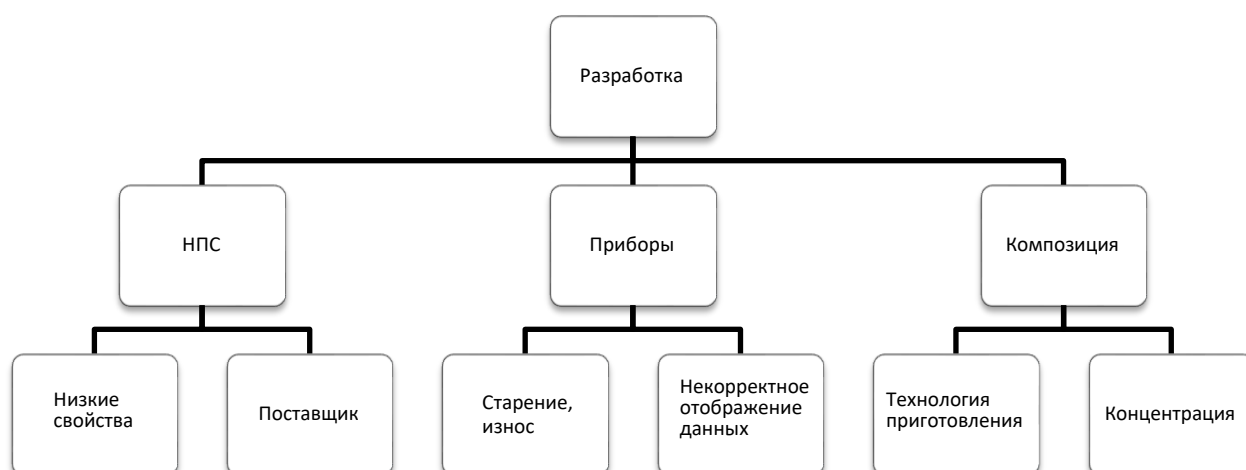 Разработка
НПС
Приборы
Композиция
Низкие
свойства
Поставщик
Старение,
износ
Некорректное
отображение
данных
Технология
приготовления
Концентрация